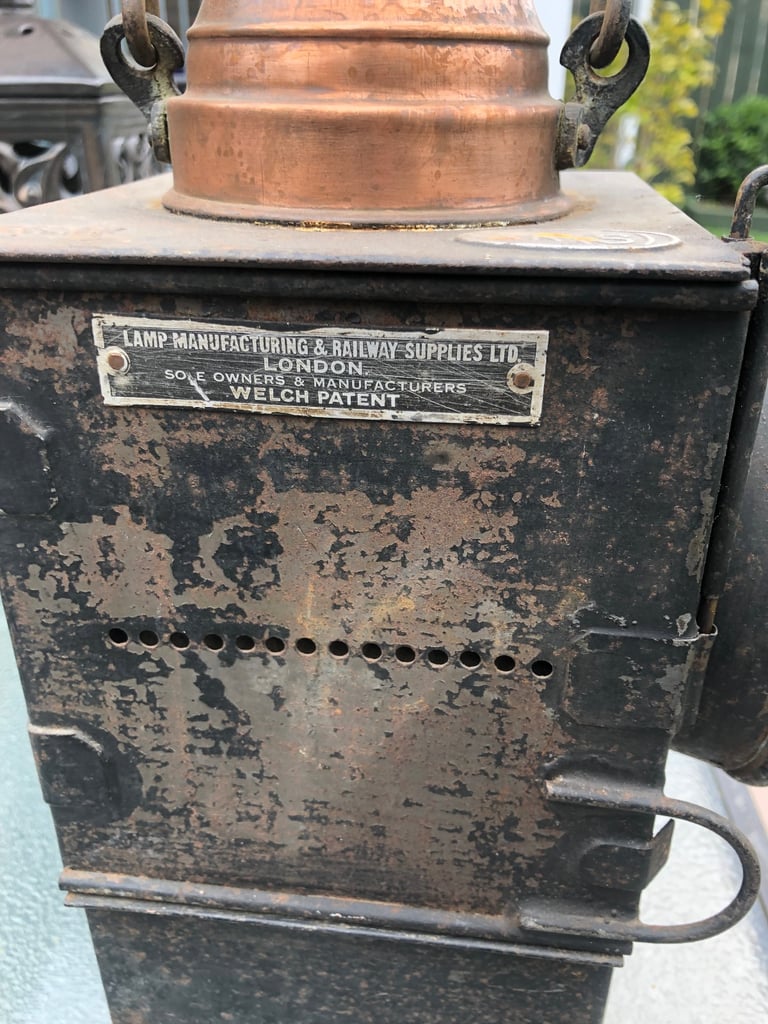 LAMP MANUFACTURING & RAILWAY SUPPLIES LTD.
LONDON.
SOLE OWNERS & MANUFACTURERS
WELCH PATENT